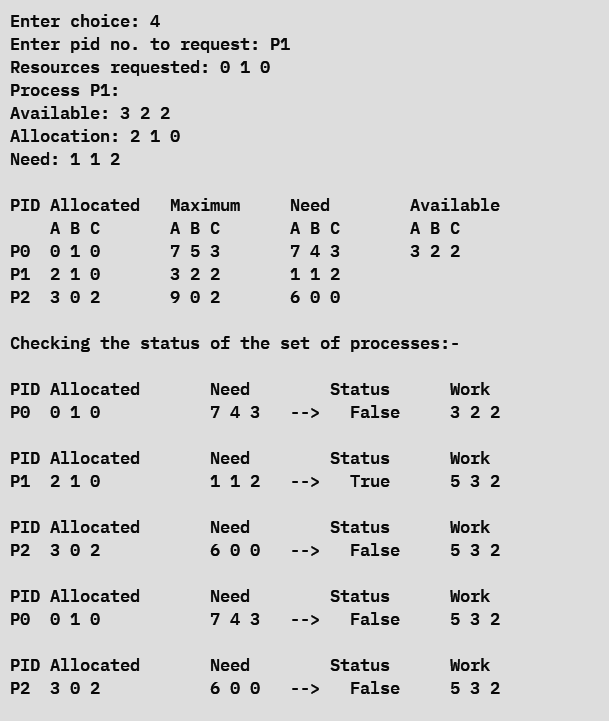 Enter choice: 4
Enter pid no. to request: P1
Resources requested: 0 1 0
Process P1:
Available: 3 2 2
Allocation: 2 1 0
Need: 1 1 2
PID Allocated   Maximum     Need        Available
    A B C       A B C       A B C       A B C
P0  0 1 0       7 5 3       7 4 3       3 2 2
P1  2 1 0       3 2 2       1 1 2
P2  3 0 2       9 0 2       6 0 0
Checking the status of the set of processes:-
PID Allocated       Need        Status      Work
P0  0 1 0           7 4 3   -->   False     3 2 2
PID Allocated       Need        Status      Work
P1  2 1 0           1 1 2   -->   True      5 3 2
PID Allocated       Need        Status      Work
P2  3 0 2           6 0 0   -->   False     5 3 2
PID Allocated       Need        Status      Work
P0  0 1 0           7 4 3   -->   False     5 3 2
PID Allocated       Need        Status      Work
P2  3 0 2           6 0 0   -->   False     5 3 2